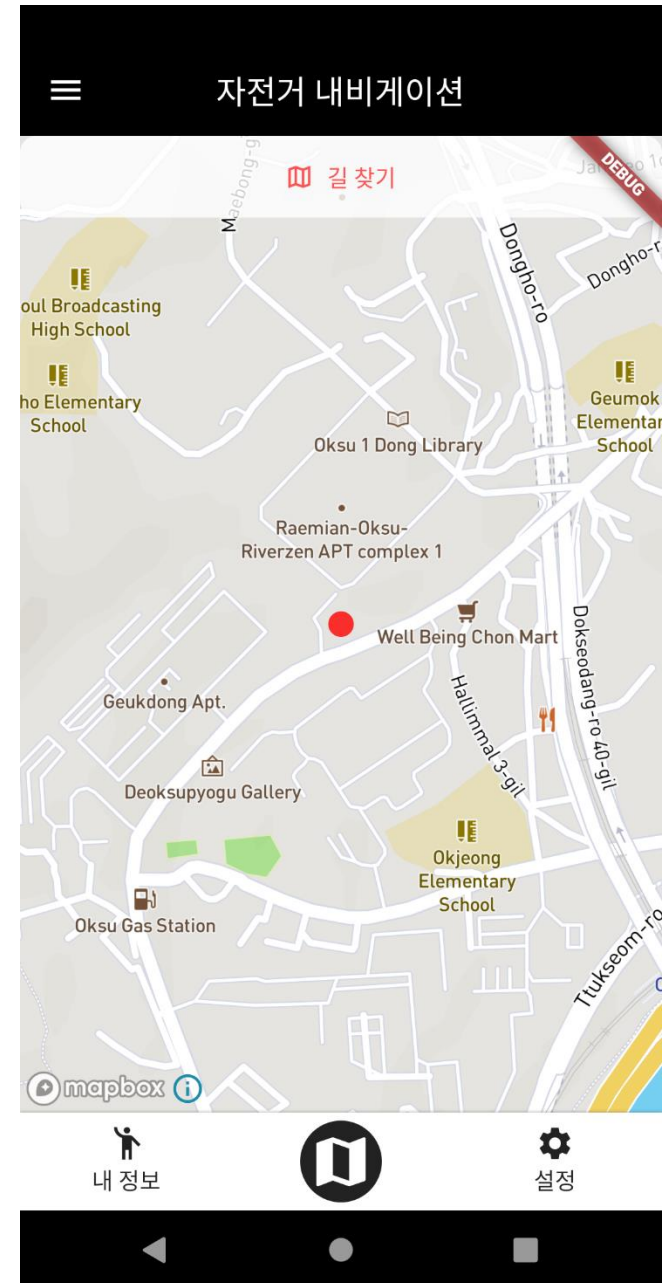 자전거 내비게이션
DEBUG
길 찾기
Maebong-g
Dongho-ro
Dongho-r
oul Broadcasting
High School
ho Elementary
School
Geumok
Elementar
School
Oksu 1 Dong Library
Raemian-Oksu-
Riverzen APT complex 1
Well Being Chon Mart
Dokseodang-ro 40-gil
Geukdong Apt.
Hallimmal 3-gil
Deoksupyogu Gallery
Okjeong
Elementary
School
Oksu Gas Station
Ttukseom-ro
mapbox
내 정보
설정